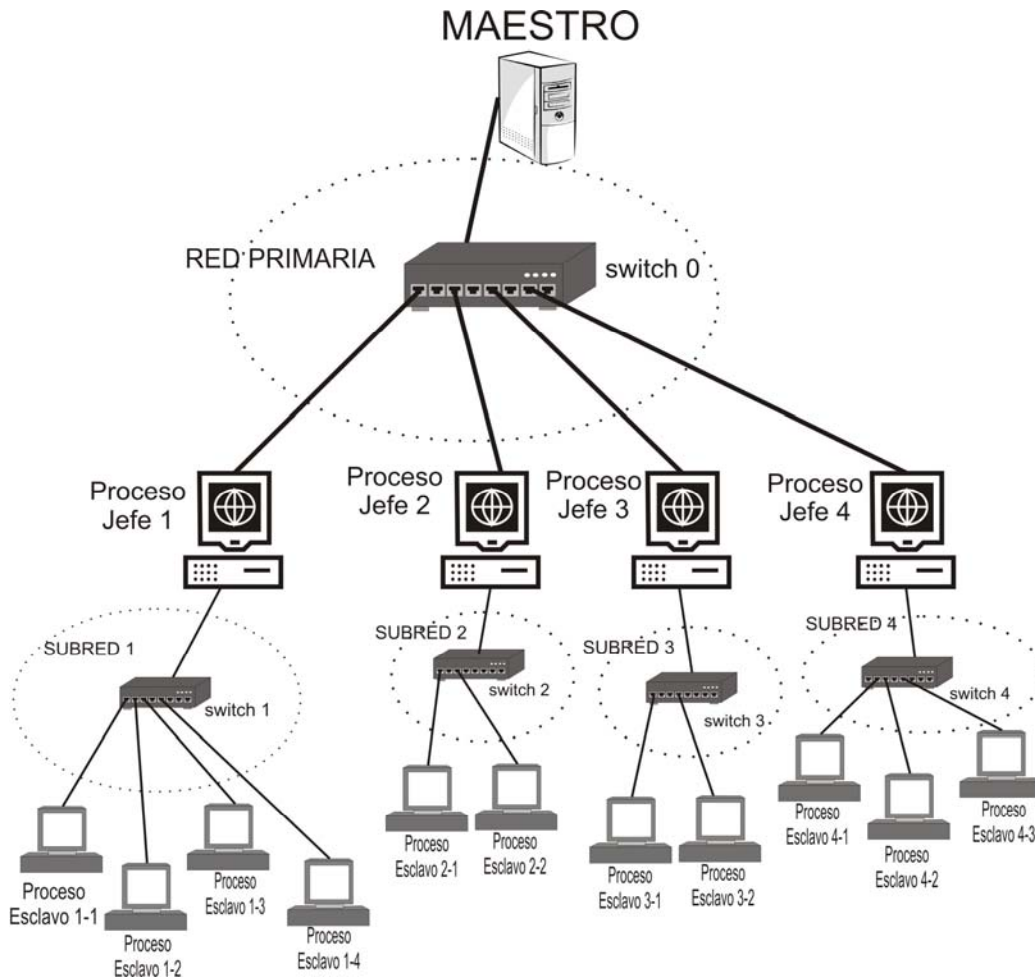 MAESTRO
RED PRIMARIA
switch 0
Proceso
Jefe 1
Proceso
Jefe 2
Proceso
Jefe 3
Proceso
Jefe 4
SUBRED 1
switch 1
SUBRED 2
switch 2
SUBRED 3
switch 3
SUBRED 4
switch 4
Proceso
Esclavo 1-1
Proceso
Esclavo 1-2
Proceso
Esclavo 1-3
Proceso
Esclavo 1-4
Proceso
Esclavo 2-1
Proceso
Esclavo 2-2
Proceso
Esclavo 3-1
Proceso
Esclavo 3-2
Proceso
Esclavo 4-1
Proceso
Esclavo 4-2
Proceso
Esclavo 4-3